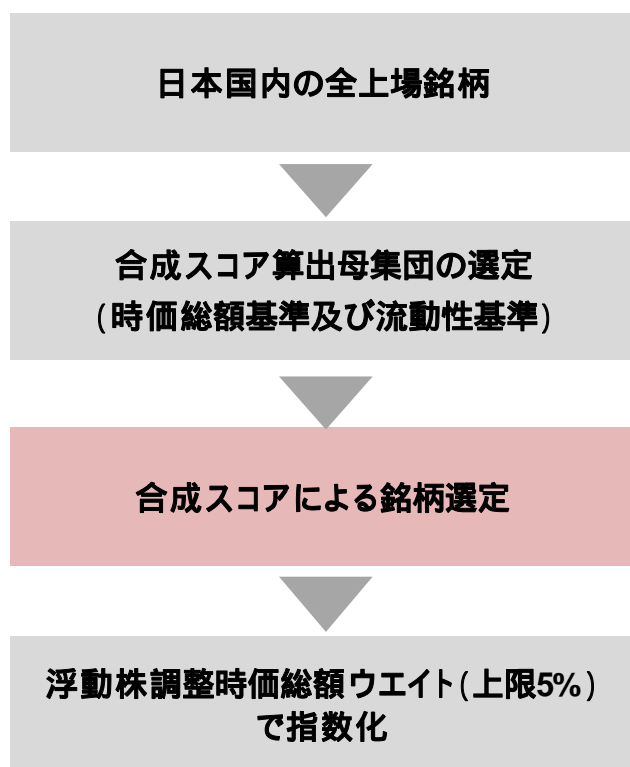 日本国内の全上場銘柄
合成スコア算出母集団の選定
(時価総額基準及び流動性基準)
合成スコアによる銘柄選定
浮動株調整時価総額ウエイト(上限5%)
で指数化